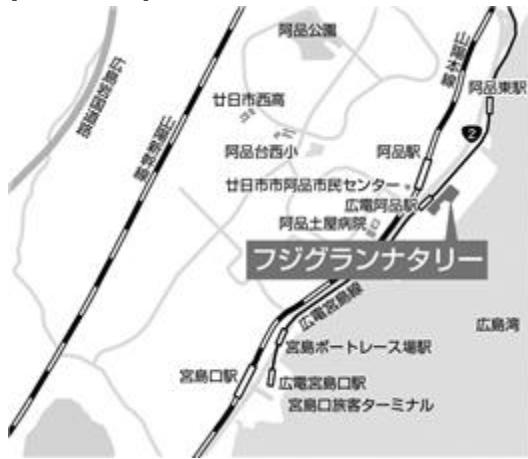 阿品公園
山陽本線
阿品東駅
広島岩国道路
廿日市西高
山陽新幹線
2
阿品台西小
阿品駅
廿日市市阿品市民センター
広電阿品駅
阿品土屋病院
フジグランナタリー
広電宮島線
広島湾
宮島ボートレース場駅
宮島口駅
広電宮島口駅
宮島口旅客ターミナル